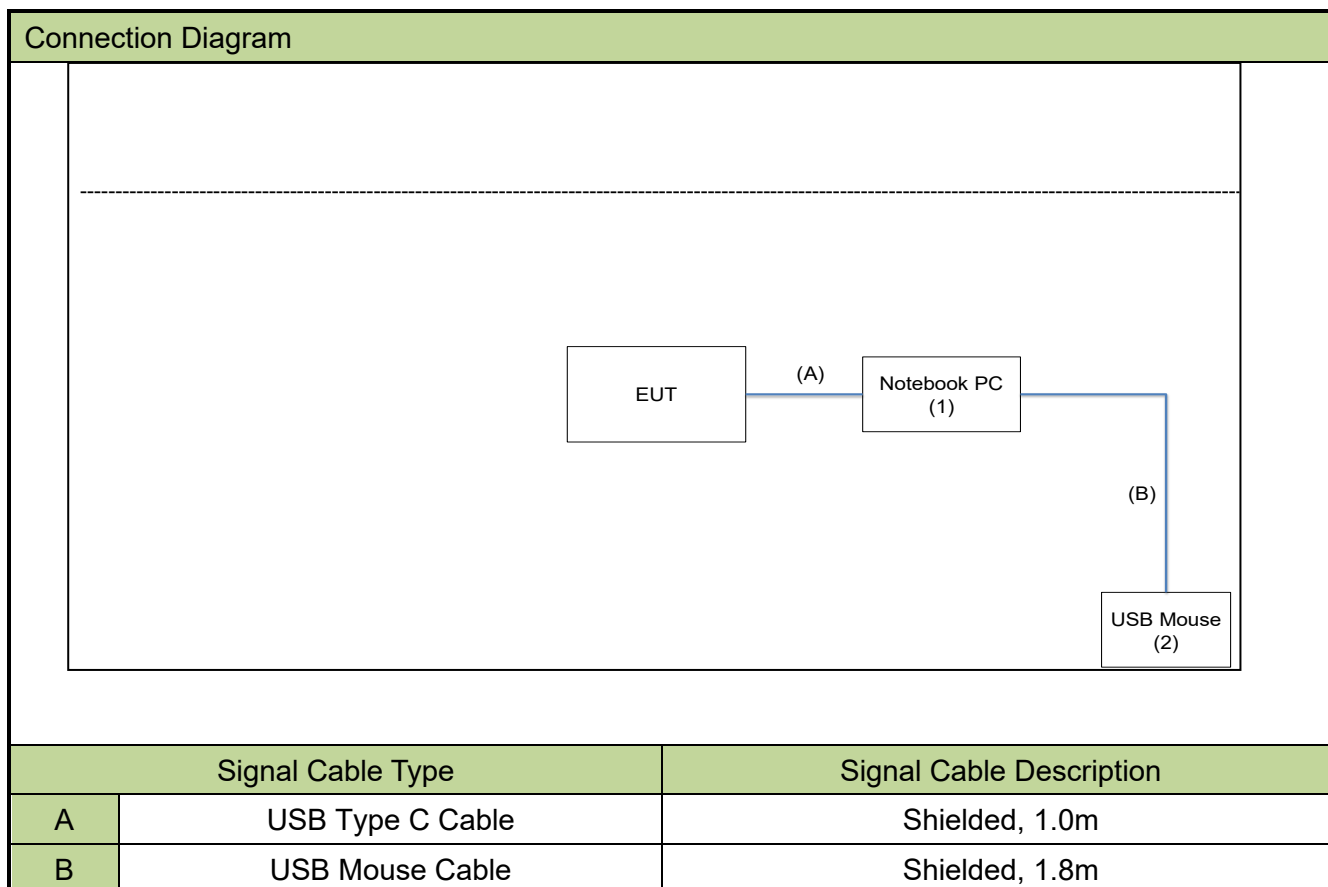 Connection Diagram
EUT
(A)
Notebook PC
(1)
(B)
USB Mouse
(2)
Signal Cable Type Signal Cable Description
A USB Type C Cable Shielded, 1.0m
B USB Mouse Cable Shielded, 1.8m